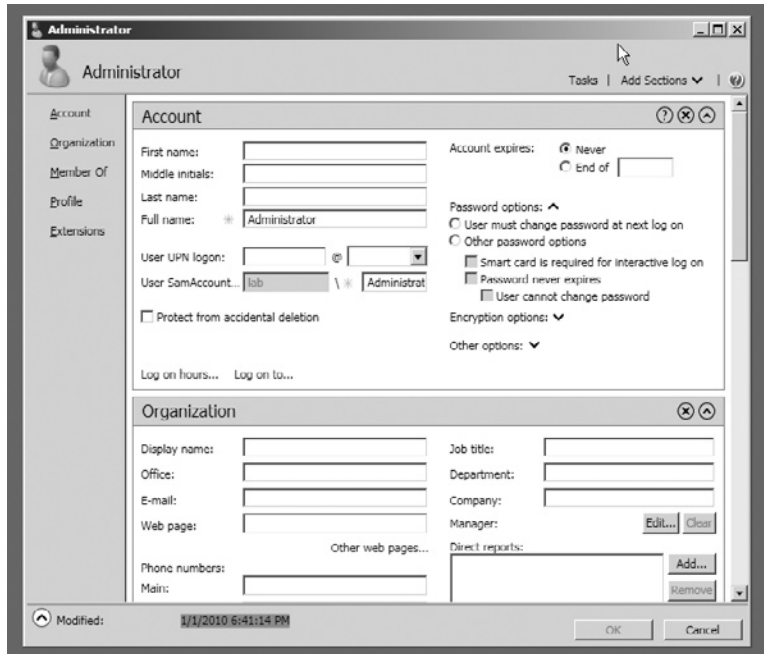 Administrator
Administrator
Tasks | Add Sections |
Account
Organization
Member Of
Profile
Extensions
Account
First name:
Middle initials:
Last name:
Full name: * Administrator
User UPN logon: @
User SamAccount... lab \ * Administrat
Protect from accidental deletion
Log on hours... Log on to...
Account expires: Never
End of
Password options:
User must change password at next log on
Other password options
Smart card is required for interactive log on
Password never expires
User cannot change password
Encryption options:
Other options:
Organization
Display name:
Office:
E-mail:
Web page:
Other web pages...
Phone numbers:
Main:
Job title:
Department:
Company:
Manager: Edit... Clear
Direct reports:
Add...
Remove
Modified: 1/1/2010 6:41:14 PM
OK Cancel